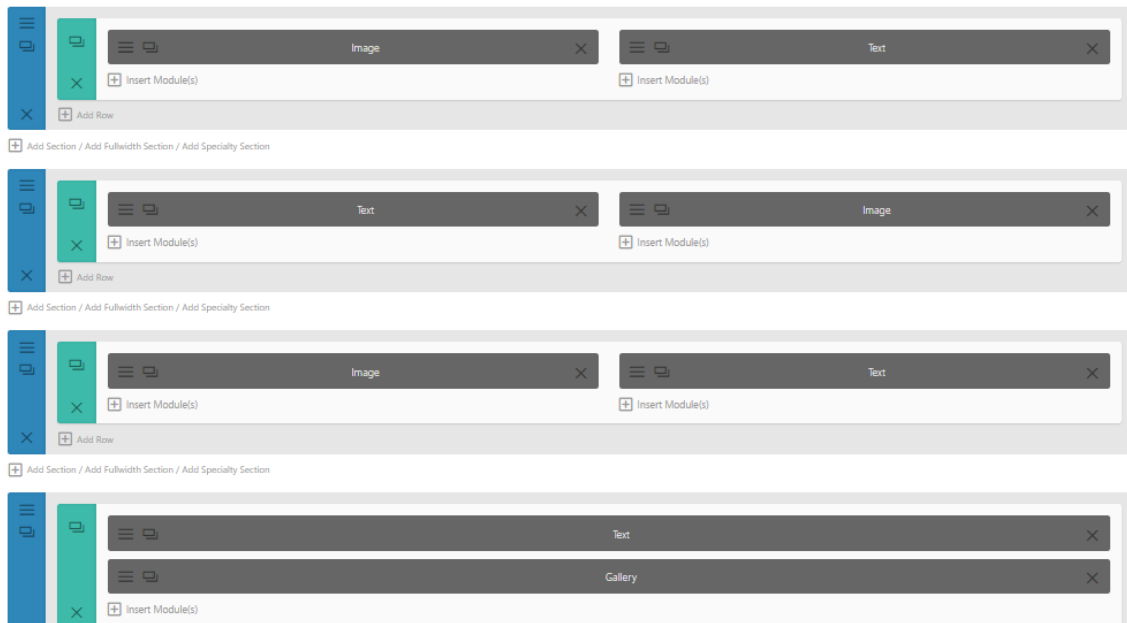 Image Text
Insert Module(s) Insert Module(s)
Add Row
Add Section / Add Fullwidth Section / Add Specialty Section
Text Image
Insert Module(s) Insert Module(s)
Add Row
Add Section / Add Fullwidth Section / Add Specialty Section
Image Text
Insert Module(s) Insert Module(s)
Add Row
Add Section / Add Fullwidth Section / Add Specialty Section
Text
Gallery
Insert Module(s)